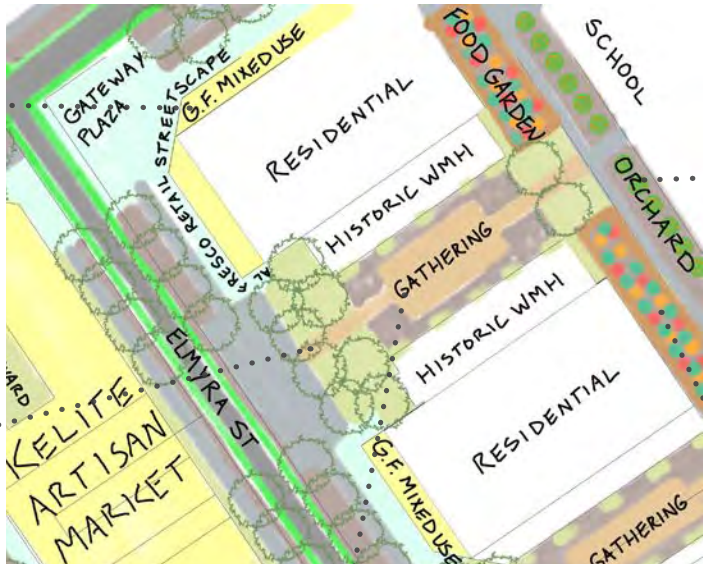 GATEWAY
PLAZA
AL FRESCO RETAIL STREETSCAPE
G.F. MIXED USE
RESIDENTIAL
FOOD GARDEN
SCHOOL
ORCHARD
HISTORIC WMH
GATHERING
HISTORIC WMH
RESIDENTIAL
G.F. MIXED USE
GATHERING
ELMYRA ST
KELITE
ARTISAN
MARKET
ARD